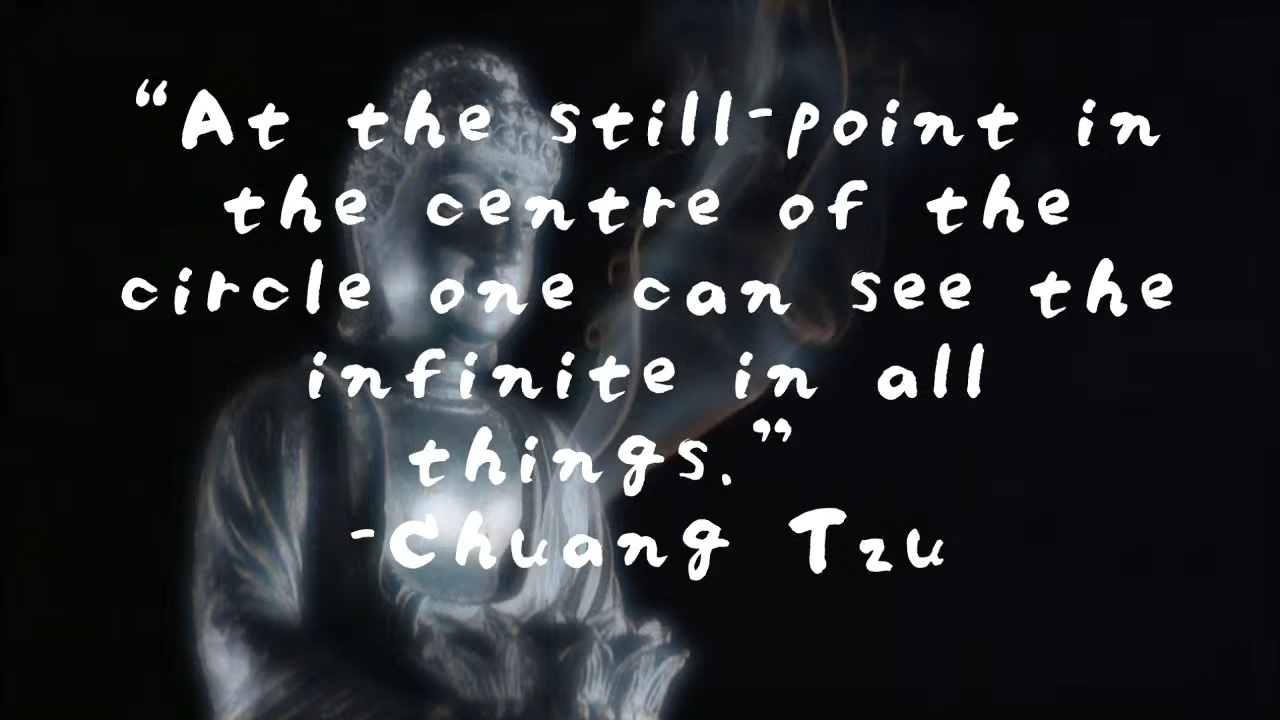 “At the still-point in
the centre of the
circle one can see the
infinite in all
things.”
-Chuang Tzu